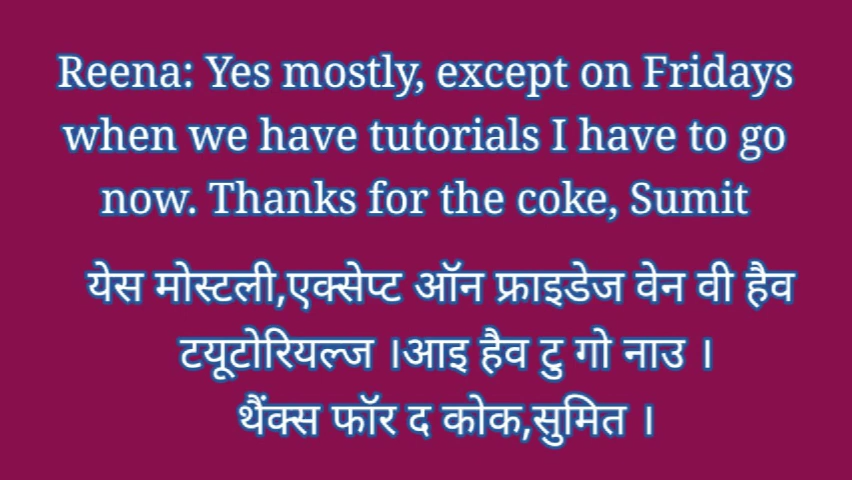 Reena: Yes mostly, except on Fridays
when we have tutorials I have to go
now. Thanks for the coke, Sumit
येस मोस्टली,एक्सेप्ट ऑन फ्राइडेज वेन वी हैव
टयूटोरियल्ज ।आइ हैव टु गो नाउ ।
थैंक्स फॉर द कोक,सुमित ।